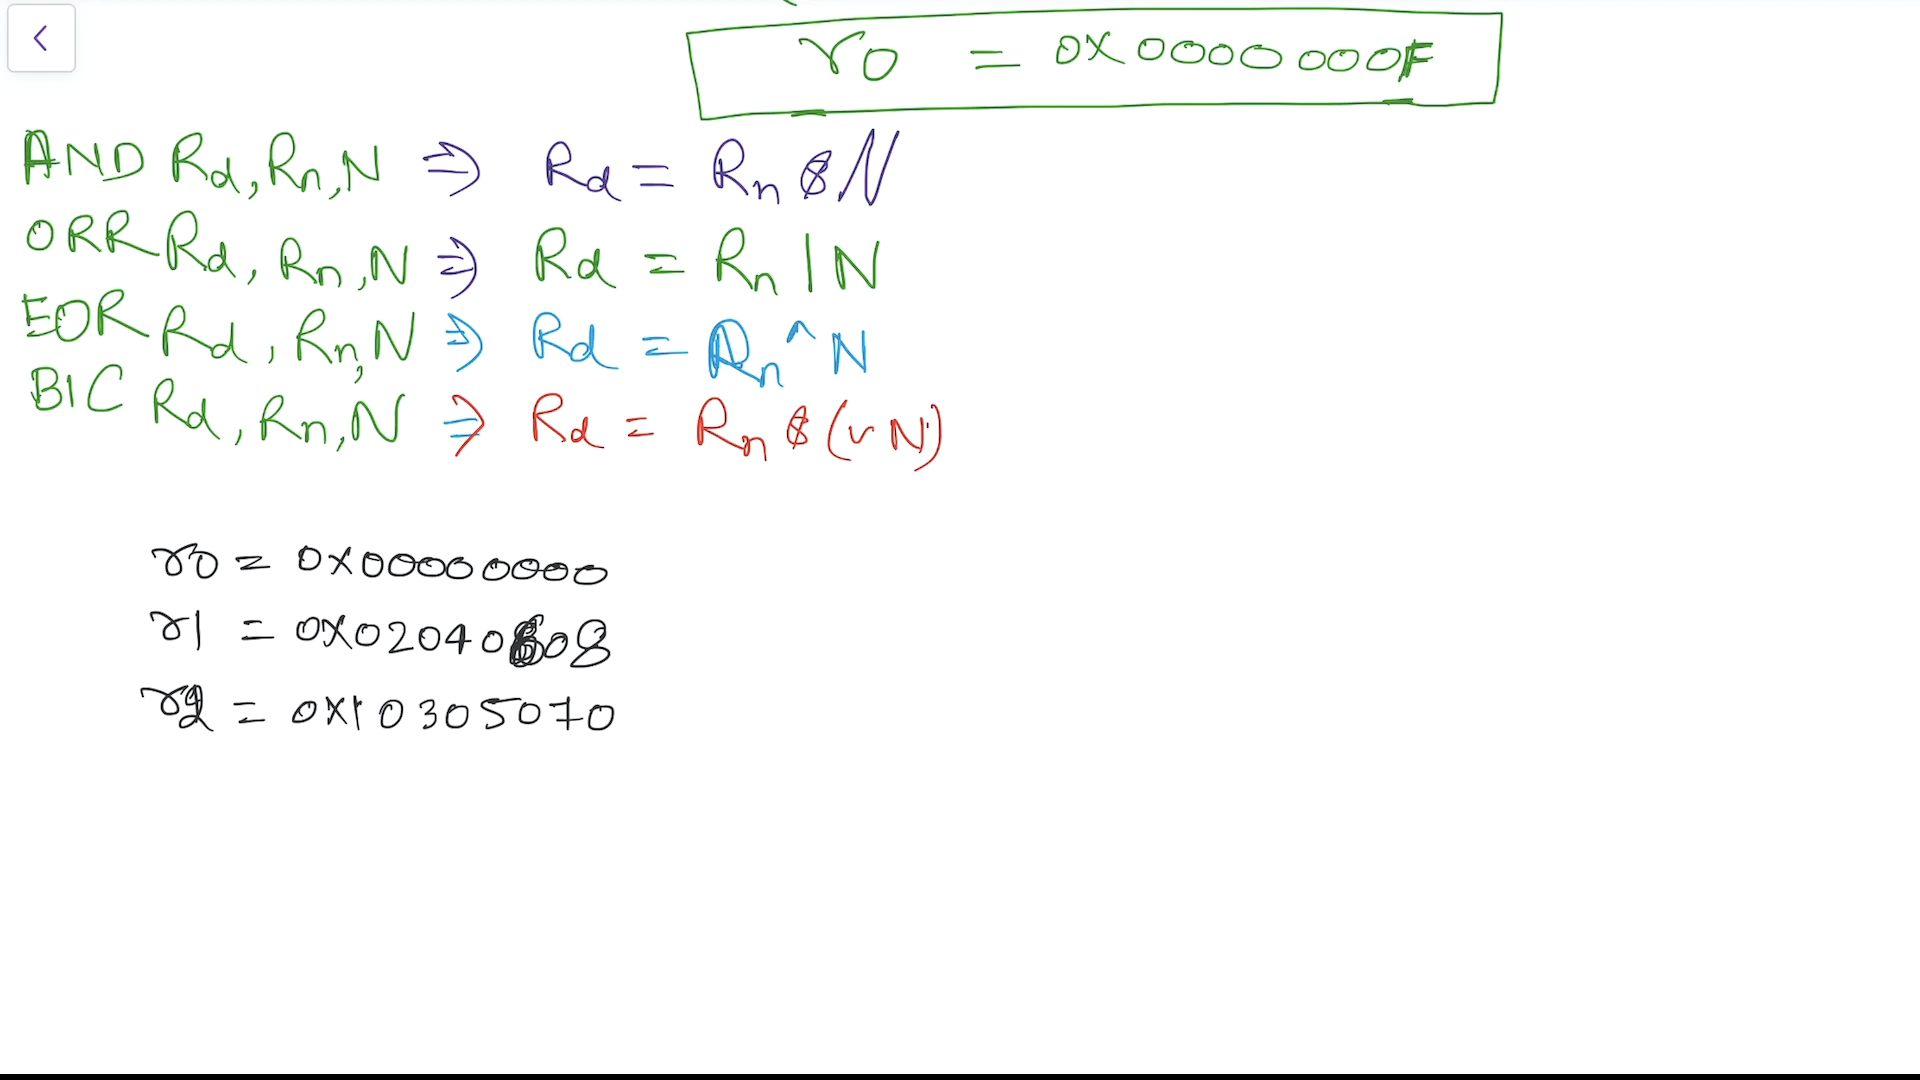 r0 = 0x0000000F
AND Rd, Rn, N ⇒ Rd = Rn & N
ORR Rd, Rn, N ⇒ Rd = Rn | N
EOR Rd, Rn, N ⇒ Rd = Rn ^ N
BIC Rd, Rn, N ⇒ Rd = Rn & (~N)
r0 = 0x00000000
r1 = 0x02040608
r2 = 0x10305070